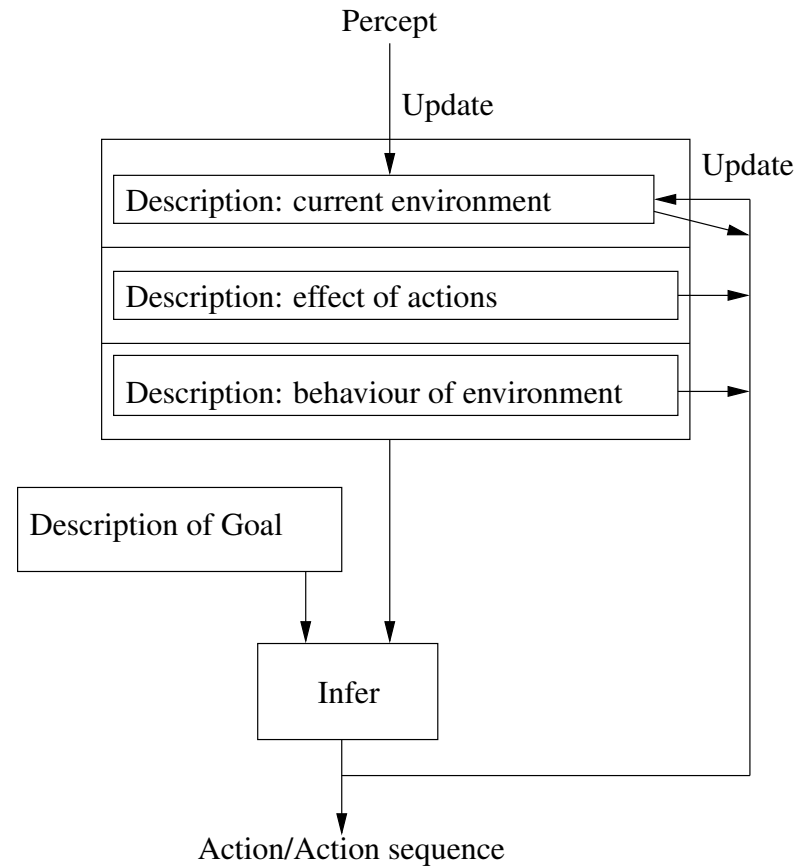 Percept
Update
Update
Description: current environment
Description: effect of actions
Description: behaviour of environment
Description of Goal
Infer
Action/Action sequence